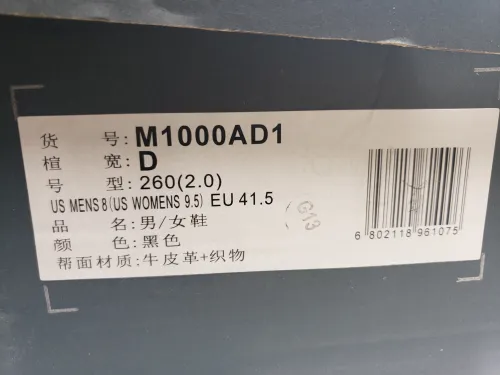 货 号:M1000AD1
楦 宽:D
号 型:260(2.0)
US MENS 8 (US WOMENS 9.5) EU 41.5
品 名:男/女鞋
颜 色:黑色
帮面材质:牛皮革+织物
G13
6 802118 961075